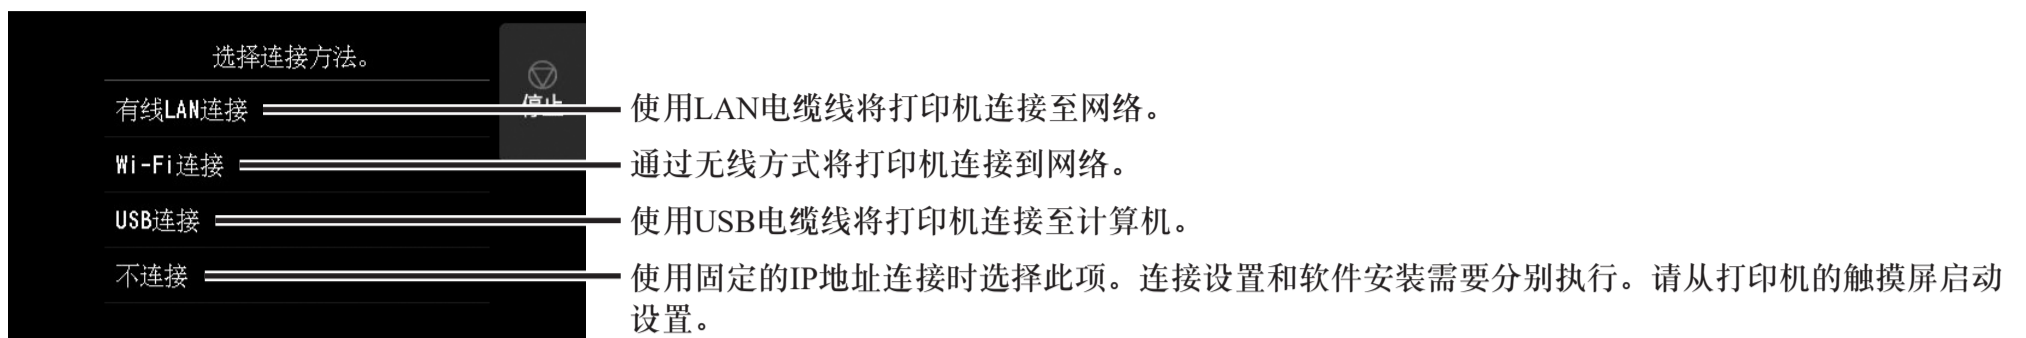 选择连接方法。
停止
有线LAN连接
使用LAN电缆线将打印机连接至网络。
Wi-Fi连接
通过无线方式将打印机连接到网络。
USB连接
使用USB电缆线将打印机连接至计算机。
不连接
使用固定的IP地址连接时选择此项。连接设置和软件安装需要分别执行。请从打印机的触摸屏启动
设置。